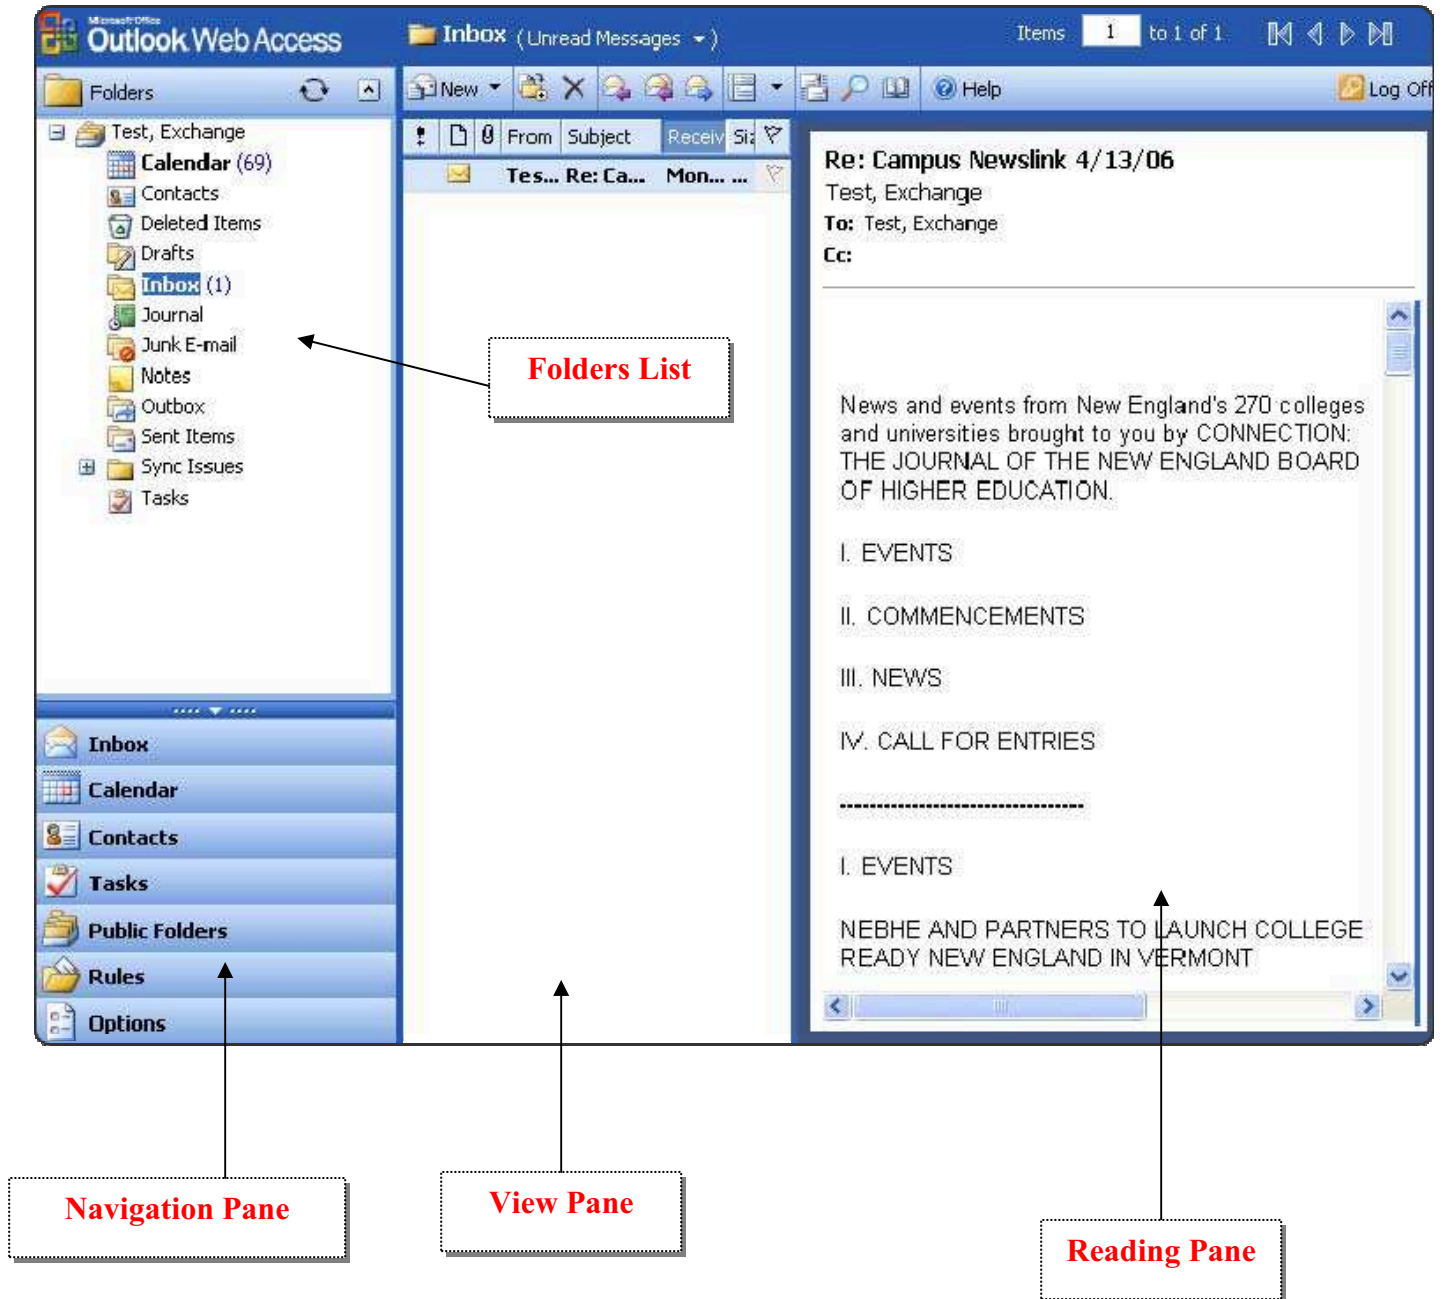 Microsoft Office
Outlook Web Access
Inbox (Unread Messages)
Items 1 to 1 of 1
Folders
New
Help
Log Off
Test, Exchange
Calendar (69)
Contacts
Deleted Items
Drafts
Inbox (1)
Journal
Junk E-mail
Notes
Outbox
Sent Items
Sync Issues
Tasks
From Subject Receiv Siz
Tes... Re: Ca... Mon... ...
Folders List
Re: Campus Newslink 4/13/06
Test, Exchange
To: Test, Exchange
Cc:
News and events from New England's 270 colleges
and universities brought to you by CONNECTION:
THE JOURNAL OF THE NEW ENGLAND BOARD
OF HIGHER EDUCATION.
I. EVENTS
II. COMMENCEMENTS
III. NEWS
IV. CALL FOR ENTRIES
---------------------------------
I. EVENTS
NEBHE AND PARTNERS TO LAUNCH COLLEGE
READY NEW ENGLAND IN VERMONT
Inbox
Calendar
Contacts
Tasks
Public Folders
Rules
Options
Navigation Pane
View Pane
Reading Pane